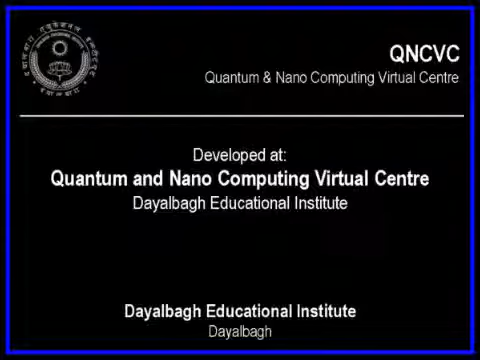 QNCVC
Quantum & Nano Computing Virtual Centre
Developed at:
Quantum and Nano Computing Virtual Centre
Dayalbagh Educational Institute
Dayalbagh Educational Institute
Dayalbagh